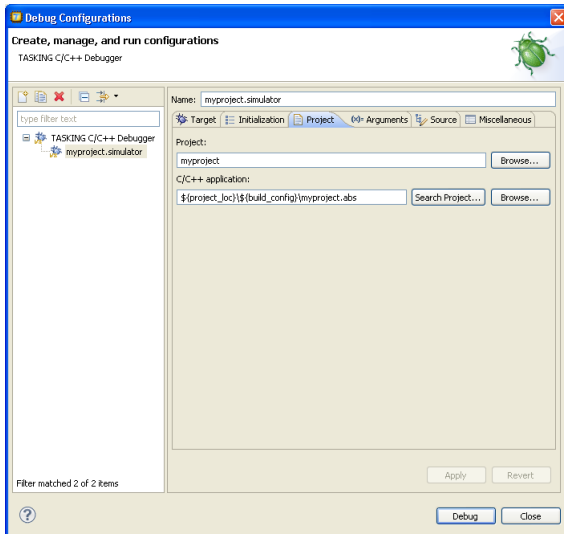 Debug Configurations
Create, manage, and run configurations
TASKING C/C++ Debugger
Name: myproject.simulator
type filter text
Target Initialization Project (x)= Arguments Source Miscellaneous
TASKING C/C++ Debugger
myproject.simulator
Project:
myproject Browse...
C/C++ application:
${project_loc}\${build_config}\myproject.abs Search Project... Browse...
Apply Revert
Filter matched 2 of 2 items
? Debug Close